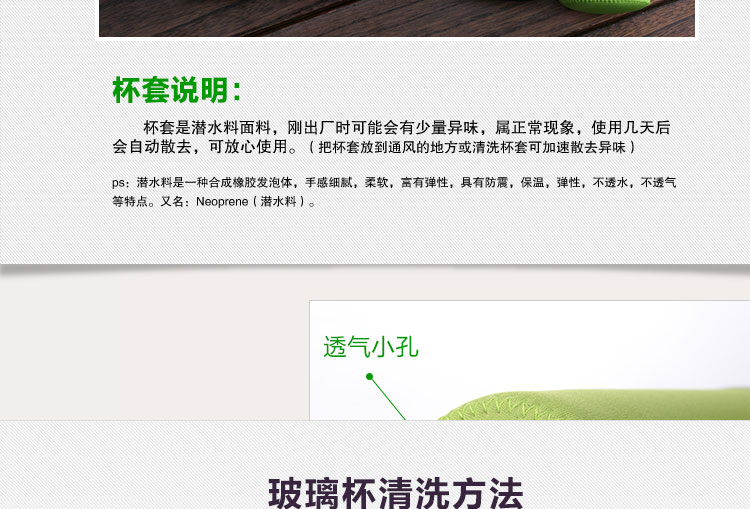 杯套说明：
杯套是潜水料面料，刚出厂时可能会有少量异味，属正常现象，使用几天后
会自动散去，可放心使用。（把杯套放到通风的地方或清洗杯套可加速散去异味）
ps：潜水料是一种合成橡胶发泡体，手感细腻，柔软，富有弹性，具有防震，保温，弹性，不透水，不透气
等特点。又名：Neoprene（潜水料）。
透气小孔
玻璃杯清洗方法